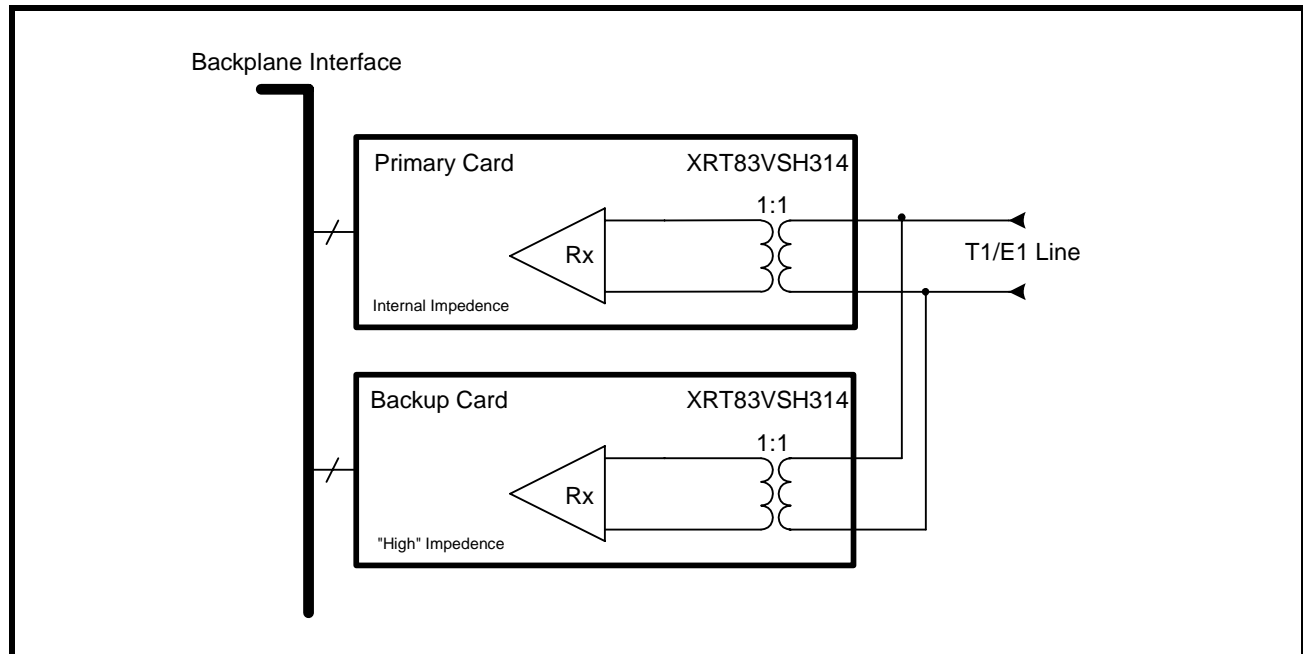 Backplane Interface
Primary Card
XRT83VSH314
1:1
Rx
T1/E1 Line
Internal Impedence
Backup Card
XRT83VSH314
1:1
Rx
"High" Impedence